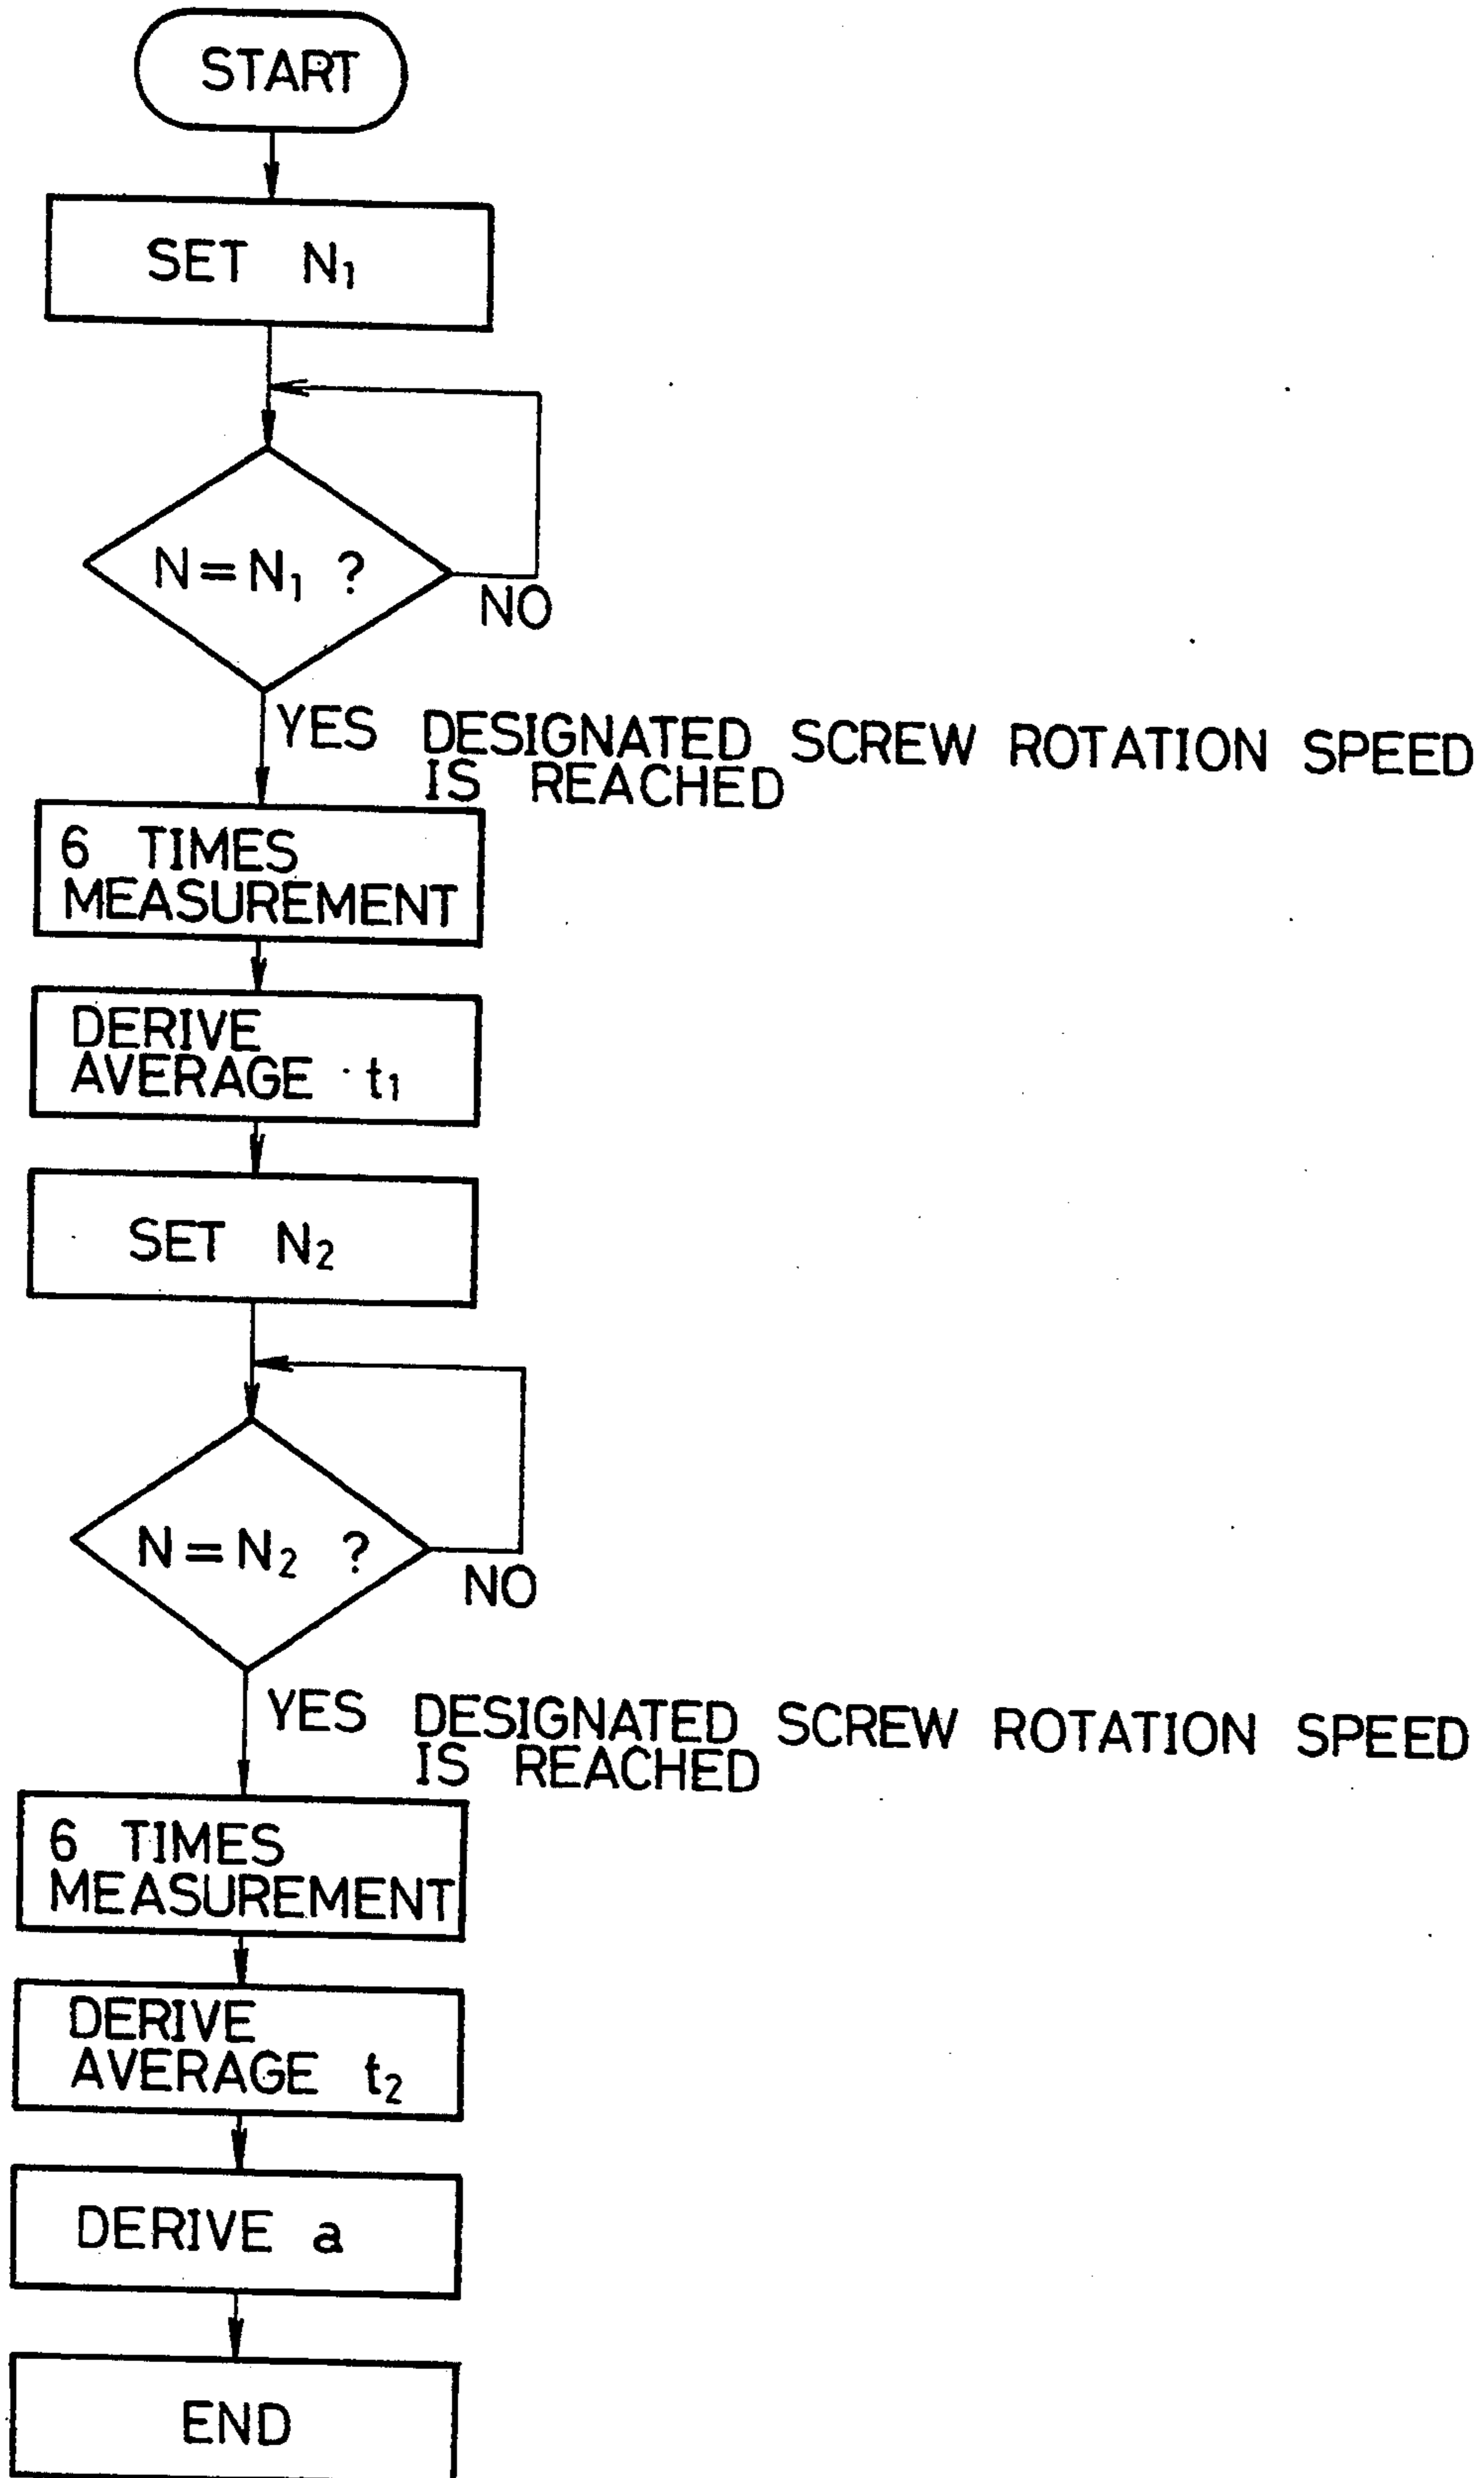 START
SET N₁
N=N₁ ?
NO
YES DESIGNATED SCREW ROTATION SPEED
IS REACHED
6 TIMES
MEASUREMENT
DERIVE
AVERAGE t₁
SET N₂
N=N₂ ?
NO
YES DESIGNATED SCREW ROTATION SPEED
IS REACHED
6 TIMES
MEASUREMENT
DERIVE
AVERAGE t₂
DERIVE a
END